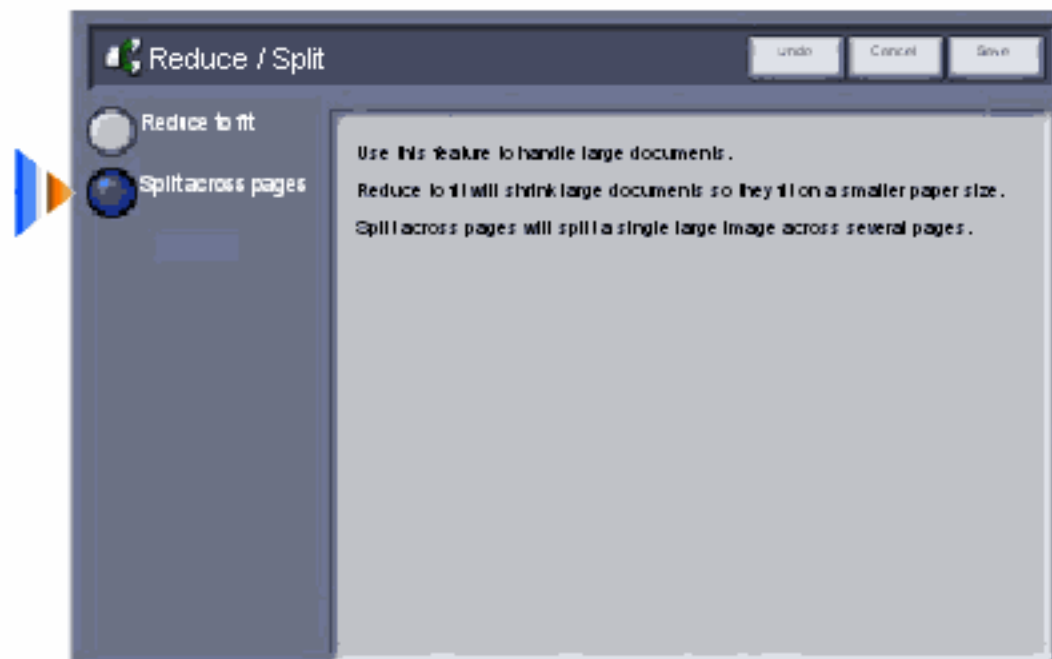 Reduce / Split
Undo
Cancel
Save
Reduce to fit
Split across pages
Use this feature to handle large documents.
Reduce to fit will shrink large documents so they fit on a smaller paper size.
Split across pages will split a single large image across several pages.